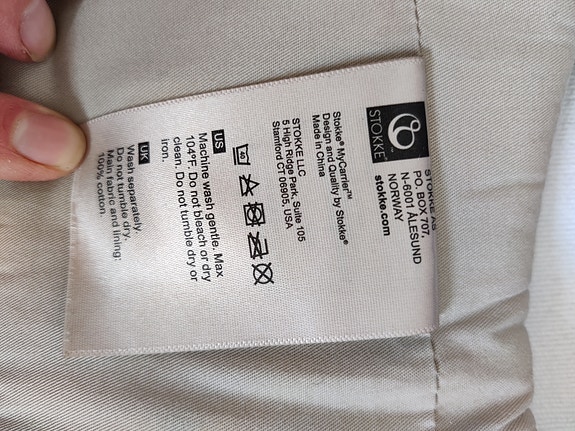 STOKKE
STOKKE AS
PO. BOX 707,
N-6001 ÅLESUND
NORWAY
stokke.com
Stokke® MyCarrier™
Design and Quality by Stokke®
Made in China
STOKKE LLC
5 High Ridge Park, Suite 105
Stamford CT 06905, USA
US
Machine wash gentle. Max
104°F. Do not bleach or dry
clean. Do not tumble dry or
iron.
UK
Wash separately.
Do not tumble dry.
Main fabric and lining:
100% cotton.